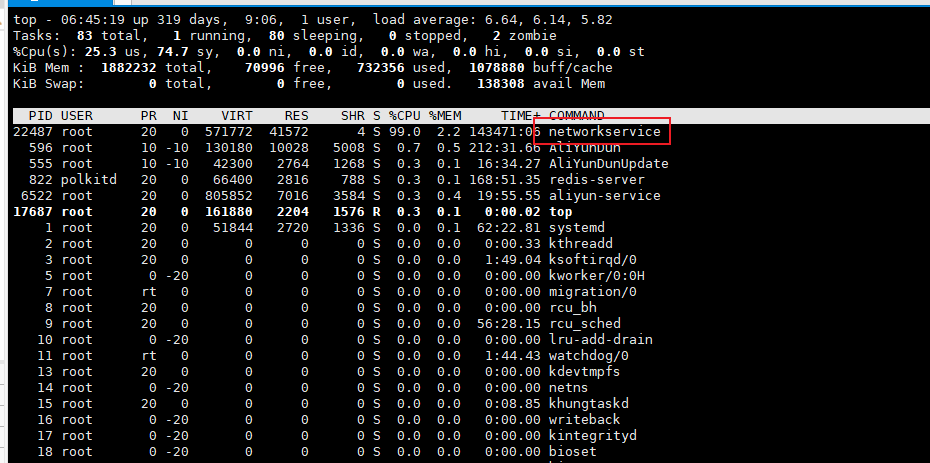 top - 06:45:19 up 319 days,  9:06,  1 user,  load average: 6.64, 6.14, 5.82
Tasks:  83 total,   1 running,  80 sleeping,   0 stopped,   2 zombie
%Cpu(s): 25.3 us, 74.7 sy,  0.0 ni,  0.0 id,  0.0 wa,  0.0 hi,  0.0 si,  0.0 st
KiB Mem :  1882232 total,    70996 free,   732356 used,  1078880 buff/cache
KiB Swap:        0 total,        0 free,        0 used.   138308 avail Mem
PID USER      PR  NI    VIRT    RES    SHR S %CPU %MEM     TIME+ COMMAND
22487 root      20   0  571772  41572      4 S 99.0  2.2 143471:06 networkservice
596 root      10 -10  130180  10028   5008 S  0.7  0.5 212:31.66 AliYunDun
555 root      10 -10   42300   2764   1268 S  0.3  0.1  16:34.27 AliYunDunUpdate
822 polkitd   20   0   66400   2816    788 S  0.3  0.1 168:51.35 redis-server
6522 root      20   0  805852   7016   3584 S  0.3  0.4  19:55.55 aliyun-service
17687 root      20   0  161880   2204   1576 R  0.3  0.1   0:00.02 top
1 root      20   0   51844   2720   1336 S  0.0  0.1  62:22.81 systemd
2 root      20   0       0      0      0 S  0.0  0.0   0:00.33 kthreadd
3 root      20   0       0      0      0 S  0.0  0.0   1:49.04 ksoftirqd/0
5 root       0 -20       0      0      0 S  0.0  0.0   0:00.00 kworker/0:0H
7 root      rt   0       0      0      0 S  0.0  0.0   0:00.00 migration/0
8 root      20   0       0      0      0 S  0.0  0.0   0:00.00 rcu_bh
9 root      20   0       0      0      0 S  0.0  0.0  56:28.15 rcu_sched
10 root       0 -20       0      0      0 S  0.0  0.0   0:00.00 lru-add-drain
11 root      rt   0       0      0      0 S  0.0  0.0   1:44.43 watchdog/0
13 root      20   0       0      0      0 S  0.0  0.0   0:00.00 kdevtmpfs
14 root       0 -20       0      0      0 S  0.0  0.0   0:00.00 netns
15 root      20   0       0      0      0 S  0.0  0.0   0:08.85 khungtaskd
16 root       0 -20       0      0      0 S  0.0  0.0   0:00.00 writeback
17 root       0 -20       0      0      0 S  0.0  0.0   0:00.00 kintegrityd
18 root       0 -20       0      0      0 S  0.0  0.0   0:00.00 bioset